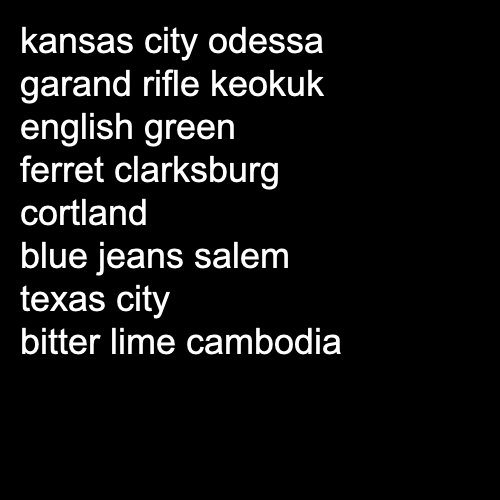 kansas city odessa
garand rifle keokuk
english green
ferret clarksburg
cortland
blue jeans salem
texas city
bitter lime cambodia